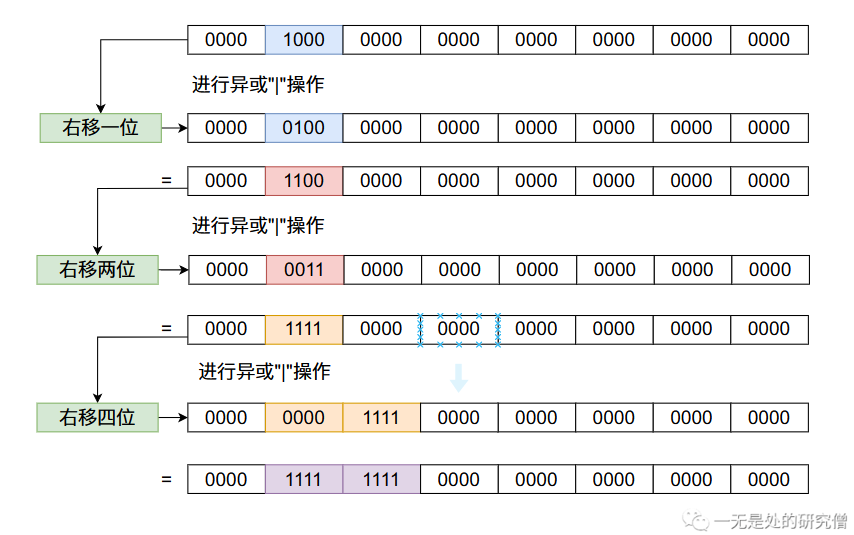 0000 1000 0000 0000 0000 0000 0000 0000
进行异或"|"操作
右移一位 0000 0100 0000 0000 0000 0000 0000 0000
= 0000 1100 0000 0000 0000 0000 0000 0000
进行异或"|"操作
右移两位 0000 0011 0000 0000 0000 0000 0000 0000
= 0000 1111 0000 0000 0000 0000 0000 0000
进行异或"|"操作
右移四位 0000 0000 1111 0000 0000 0000 0000 0000
= 0000 1111 1111 0000 0000 0000 0000 0000
一无是处的研究僧